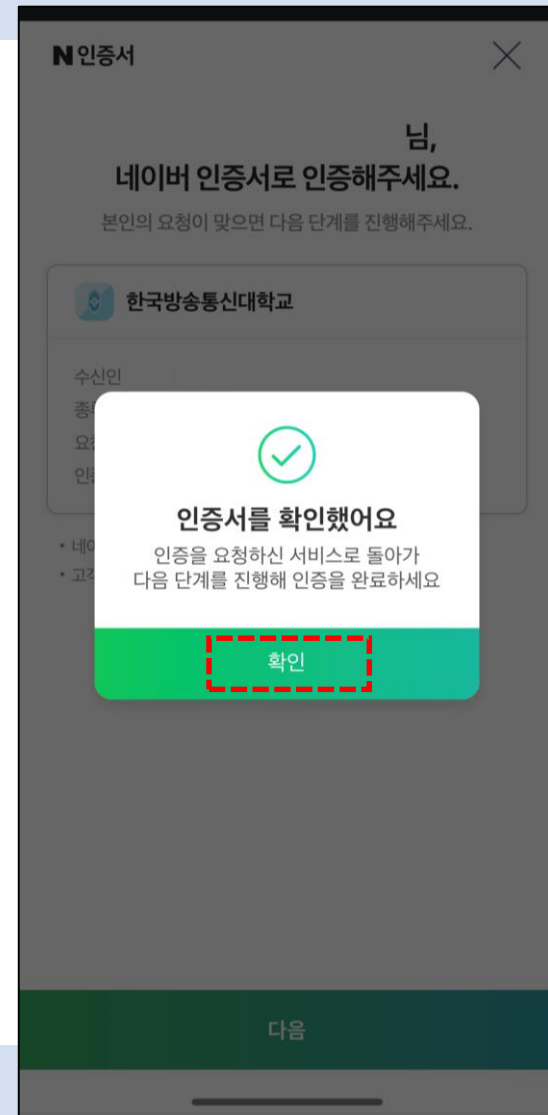 N인증서
님,
네이버 인증서로 인증해주세요.
본인의 요청이 맞으면 다음 단계를 진행해주세요.
한국방송통신대학교
수신인
인증서를 확인했어요
인증을 요청하신 서비스로 돌아가
다음 단계를 진행해 인증을 완료하세요
확인
다음